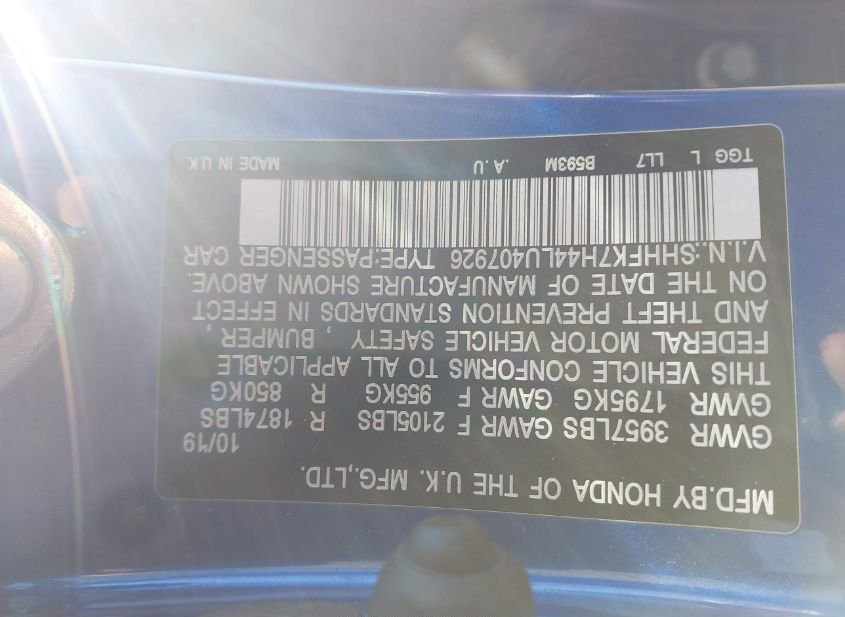 MFD.BY HONDA OF THE U.K. MFG.,LTD.
10/19
GVWR 3957LBS GAWR F 2105LBS R 1874LBS
GVWR 1795KG GAWR F 955KG R 850KG
THIS VEHICLE CONFORMS TO ALL APPLICABLE
FEDERAL MOTOR VEHICLE SAFETY , BUMPER ,
AND THEFT PREVENTION STANDARDS IN EFFECT
ON THE DATE OF MANUFACTURE SHOWN ABOVE.
V.I.N.:SHHFK7H44LU407926 TYPE:PASSENGER CAR
TGG L LL7 B593M .A.U MADE IN U.K.